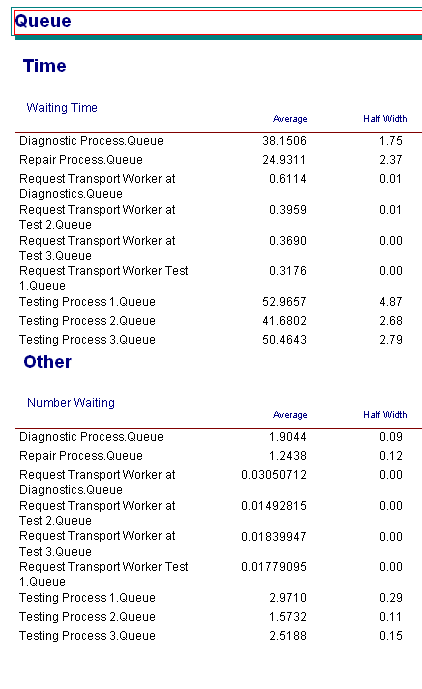 Queue
Time
Waiting Time
Average Half Width
Diagnostic Process.Queue 38.1506 1.75
Repair Process.Queue 24.9311 2.37
Request Transport Worker at 0.6114 0.01
Diagnostics.Queue
Request Transport Worker at 0.3959 0.01
Test 2.Queue
Request Transport Worker at 0.3690 0.00
Test 3.Queue
Request Transport Worker Test 0.3176 0.00
1.Queue
Testing Process 1.Queue 52.9657 4.87
Testing Process 2.Queue 41.6802 2.68
Testing Process 3.Queue 50.4643 2.79
Other
Number Waiting
Average Half Width
Diagnostic Process.Queue 1.9044 0.09
Repair Process.Queue 1.2438 0.12
Request Transport Worker at 0.03050712 0.00
Diagnostics.Queue
Request Transport Worker at 0.01492815 0.00
Test 2.Queue
Request Transport Worker at 0.01839947 0.00
Test 3.Queue
Request Transport Worker Test 0.01779095 0.00
1.Queue
Testing Process 1.Queue 2.9710 0.29
Testing Process 2.Queue 1.5732 0.11
Testing Process 3.Queue 2.5188 0.15